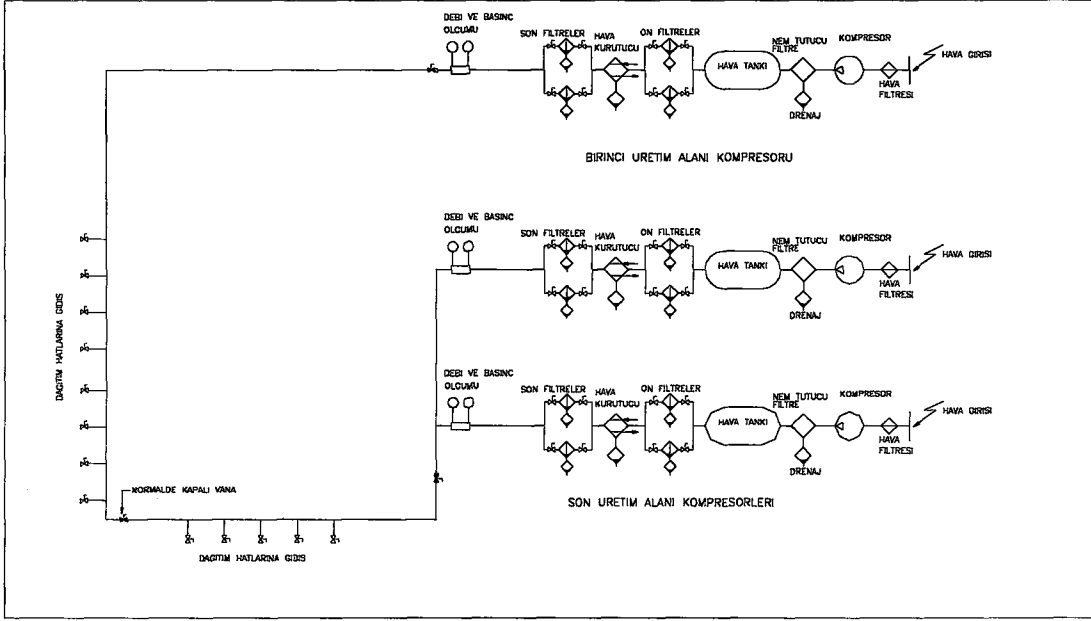 DEBI VE BASINC
OLCUMU
SON FILTRELER
HAVA
KURUTUCU
ON FILTRELER
HAVA TANKI
NEM TUTUCU
FILTRE
KOMPRESOR
HAVA GIRISI
HAVA
FILTRESI
DRENAJ
BIRINCI URETIM ALANI KOMPRESORU
DEBI VE BASINC
OLCUMU
SON FILTRELER
HAVA
KURUTUCU
ON FILTRELER
HAVA TANKI
NEM TUTUCU
FILTRE
KOMPRESOR
HAVA GIRISI
HAVA
FILTRESI
DRENAJ
DEBI VE BASINC
OLCUMU
SON FILTRELER
HAVA
KURUTUCU
ON FILTRELER
HAVA TANKI
NEM TUTUCU
FILTRE
KOMPRESOR
HAVA GIRISI
HAVA
FILTRESI
DRENAJ
SON URETIM ALANI KOMPRESORLERI
DAGITIM HATLARINA GIDIS
NORMALDE KAPALI VANA
DAGITIM HATLARINA GIDIS